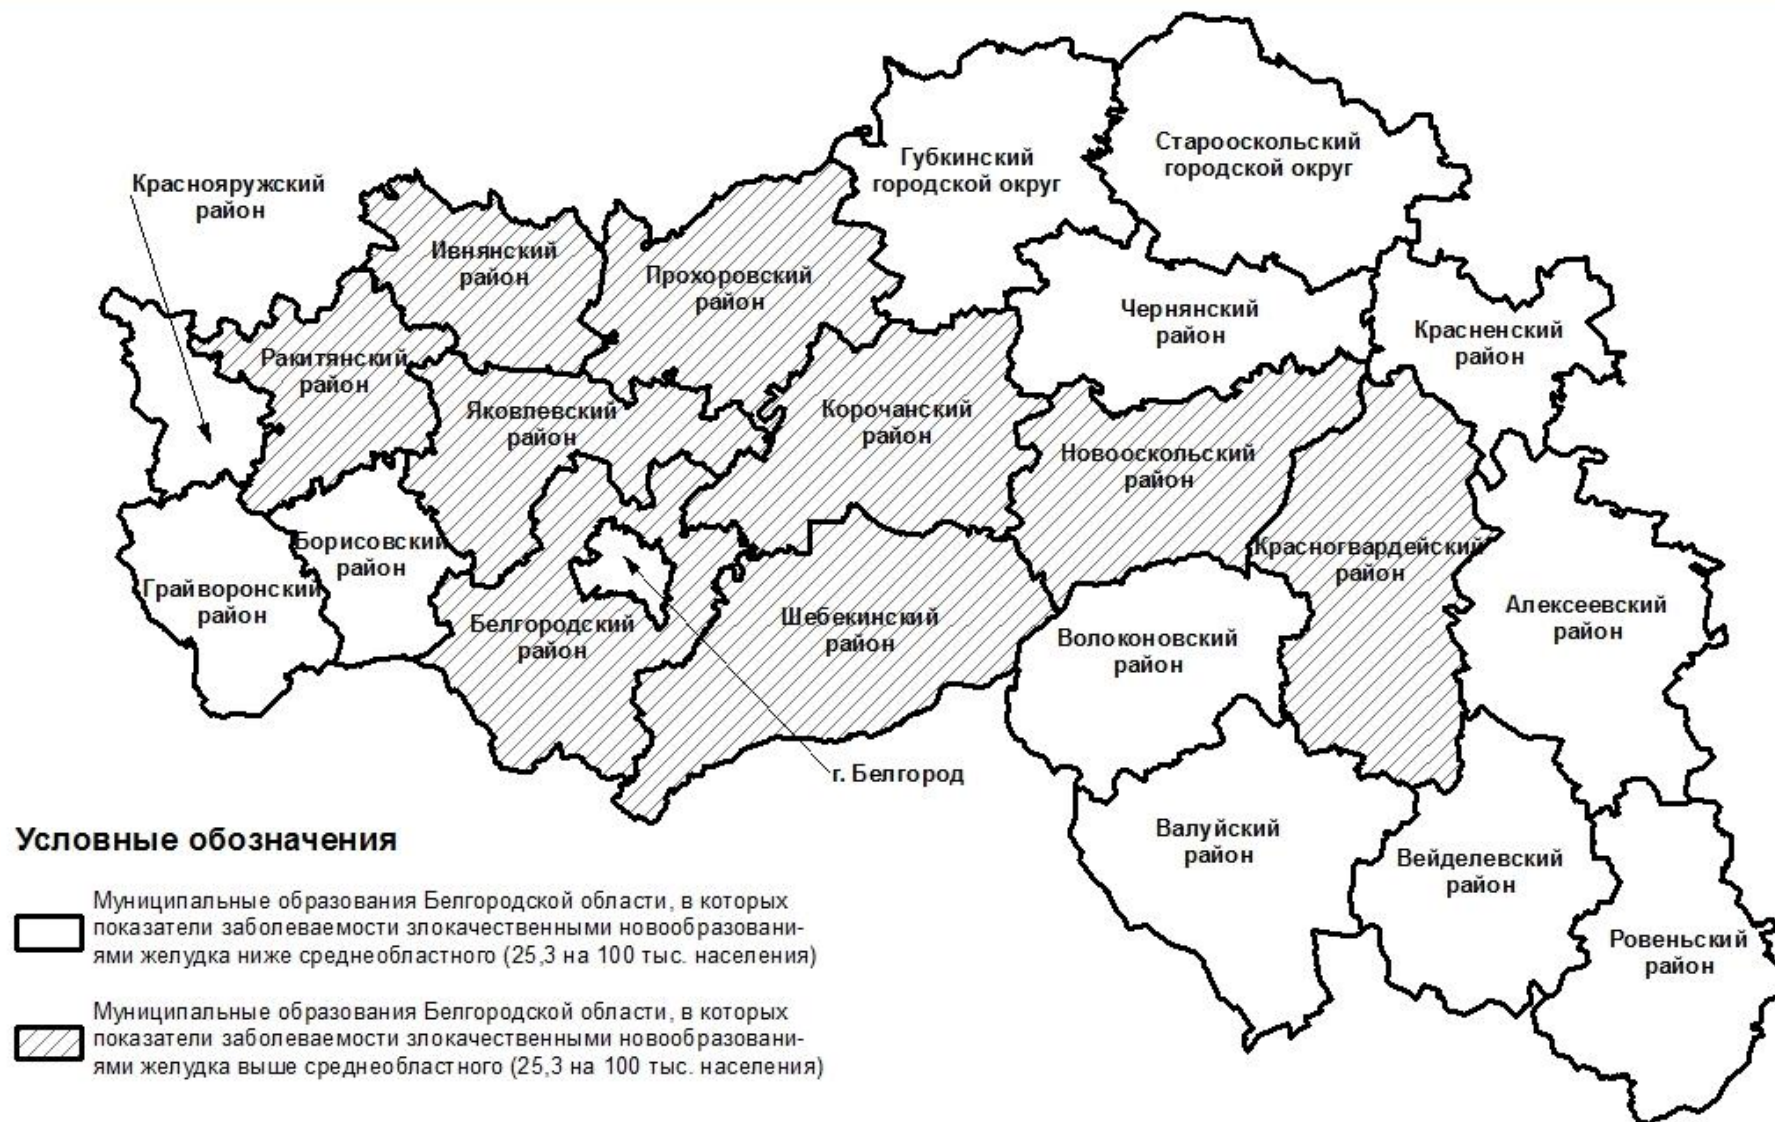 Старооскольский
городской округ
Губкинский
городской округ
Краснояружский
район
Ивнянский
район
Прохоровский
район
Чернянский
район
Красненский
район
Ракитянский
район
Яковлевский
район
Корочанский
район
Новооскольский
район
Борисовский
район
Красногвардейский
район
Грайворонский
район
Белгородский
район
Шебекинский
район
Волоконовский
район
Алексеевский
район
г. Белгород
Валуйский
район
Вейделевский
район
Ровеньский
район
Условные обозначения
Муниципальные образования Белгородской области, в которых
показатели заболеваемости злокачественными новообразовани-
ями желудка ниже среднеобластного (25,3 на 100 тыс. населения)
Муниципальные образования Белгородской области, в которых
показатели заболеваемости злокачественными новообразовани-
ями желудка выше среднеобластного (25,3 на 100 тыс. населения)